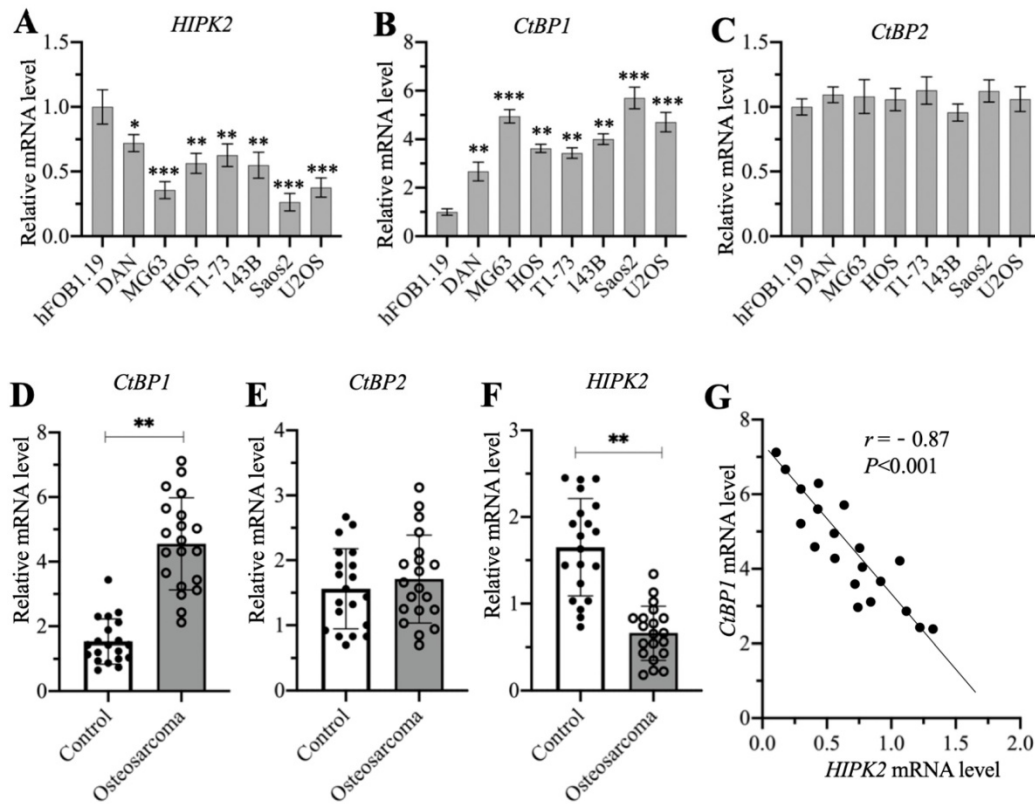 A
HIPK2
Relative mRNA level
1.5
1.0
0.5
0.0
*
***
**
**
**
***
***
hFOB1.19
DAN
MG63
HOS
T1-73
143B
Saos2
U2OS
B
CtBP1
Relative mRNA level
8
6
4
2
0
**
***
**
**
**
***
***
hFOB1.19
DAN
MG63
HOS
T1-73
143B
Saos2
U2OS
C
CtBP2
Relative mRNA level
1.5
1.0
0.5
0.0
hFOB1.19
DAN
MG63
HOS
T1-73
143B
Saos2
U2OS
D
CtBP1
Relative mRNA level
8
6
4
2
0
**
Control
Osteosarcoma
E
CtBP2
Relative mRNA level
4
3
2
1
0
Control
Osteosarcoma
F
HIPK2
Relative mRNA level
3
2
1
0
**
Control
Osteosarcoma
G
CtBP1 mRNA level
8
6
4
2
0
r = - 0.87
P<0.001
0.0
0.5
1.0
1.5
2.0
HIPK2 mRNA level